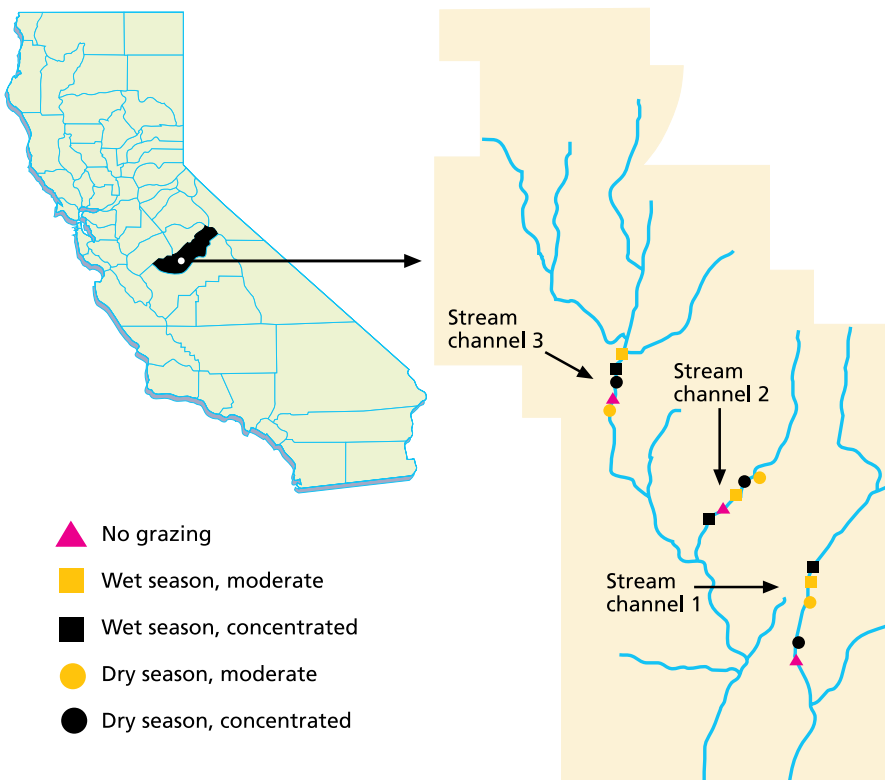 Stream
channel 3
Stream
channel 2
Stream
channel 1
No grazing
Wet season, moderate
Wet season, concentrated
Dry season, moderate
Dry season, concentrated